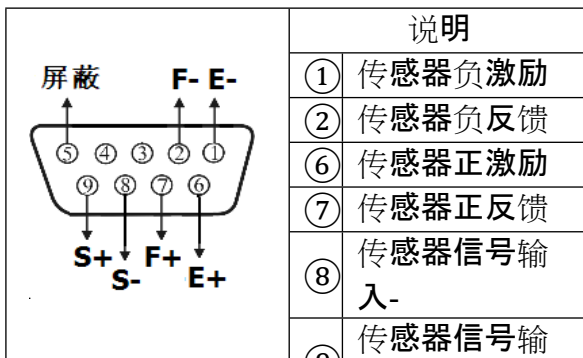 说明
屏蔽 F- E-
① 传感器负激励
② 传感器负反馈
⑥ 传感器正激励
⑦ 传感器正反馈
⑧ 传感器信号输
入-
传感器信号输
⑤ ④ ③ ② ①
⑨ ⑧ ⑦ ⑥
S+ S- F+ E+